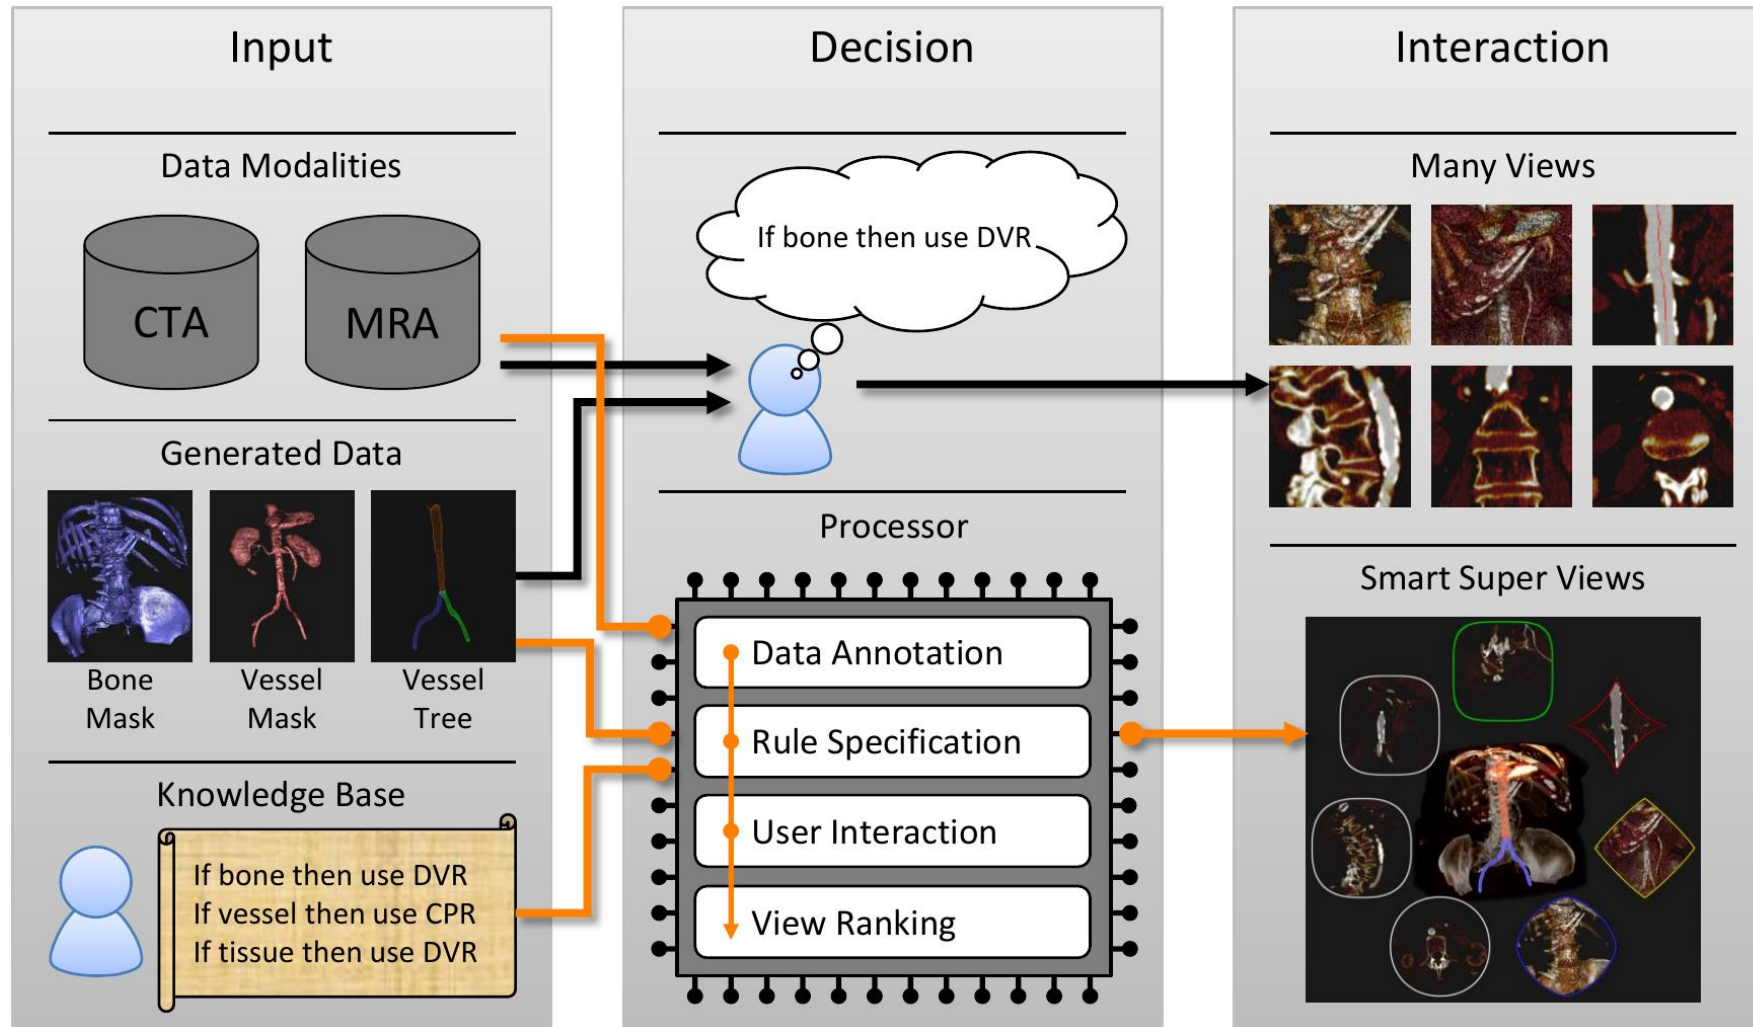 Input
Data Modalities
CTA
MRA
Generated Data
Bone
Mask
Vessel
Mask
Vessel
Tree
Knowledge Base
If bone then use DVR
If vessel then use CPR
If tissue then use DVR
Decision
If bone then use DVR
Processor
Data Annotation
Rule Specification
User Interaction
View Ranking
Interaction
Many Views
Smart Super Views